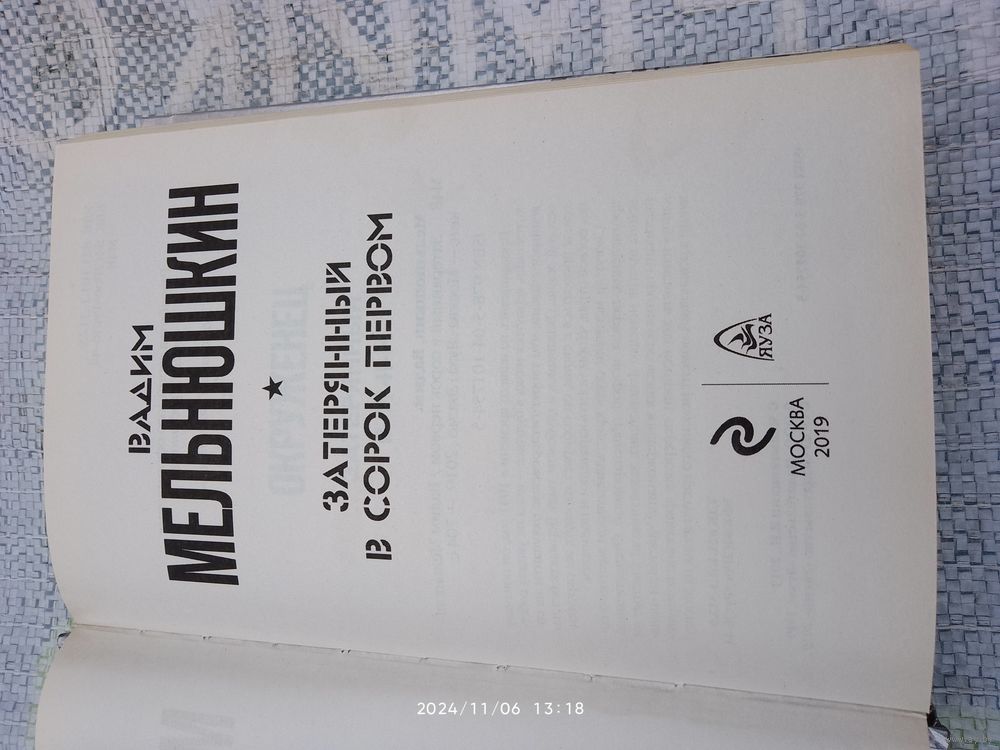 ВАДИМ
МЕЛЬНЮШКИН
ЗАТЕРЯННЫЙ
В СОРОК ПЕРВОМ
ЯУЗА
МОСКВА
2019
2024/11/06 13:18